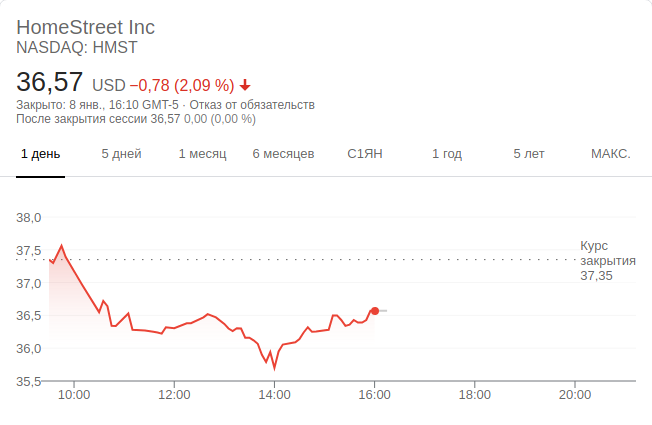 HomeStreet Inc
NASDAQ: HMST
36,57 USD −0,78 (2,09 %)
Закрыто: 8 янв., 16:10 GMT-5 · Отказ от обязательств
После закрытия сессии 36,57 0,00 (0,00 %)
1 день 5 дней 1 месяц 6 месяцев С1ЯН 1 год 5 лет МАКС.
38,0
37,5
Курс
закрытия
37,35
37,0
36,5
36,0
35,5
10:00 12:00 14:00 16:00 18:00 20:00